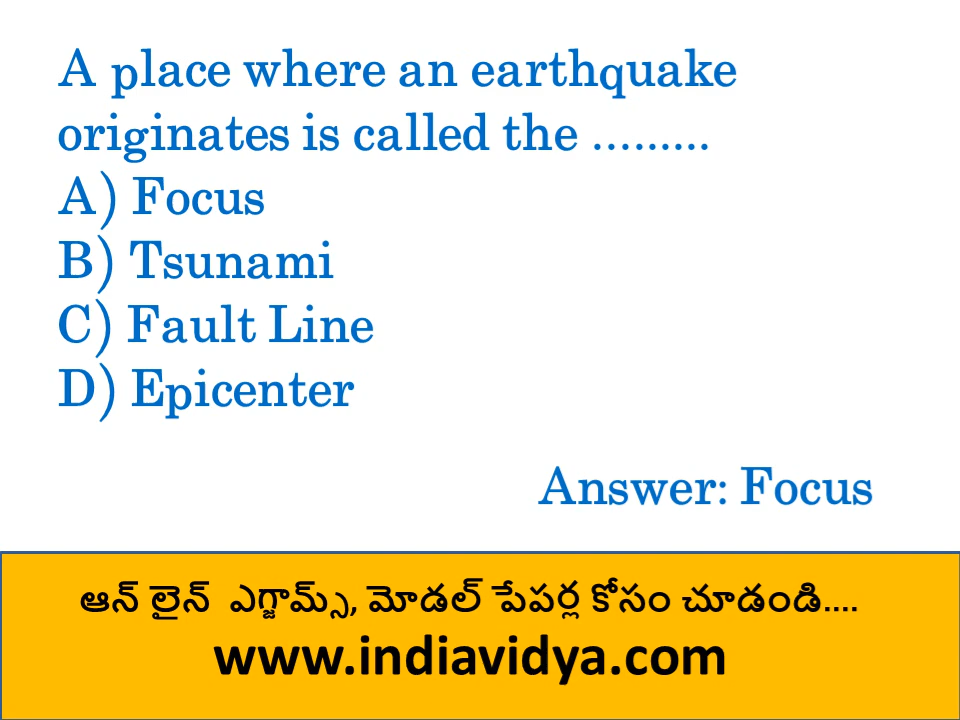 A place where an earthquake
originates is called the .........
A) Focus
B) Tsunami
C) Fault Line
D) Epicenter
Answer: Focus
ఆన్ లైన్ ఎగ్జామ్స్, మోడల్ పేపర్ల కోసం చూడండి....
www.indiavidya.com